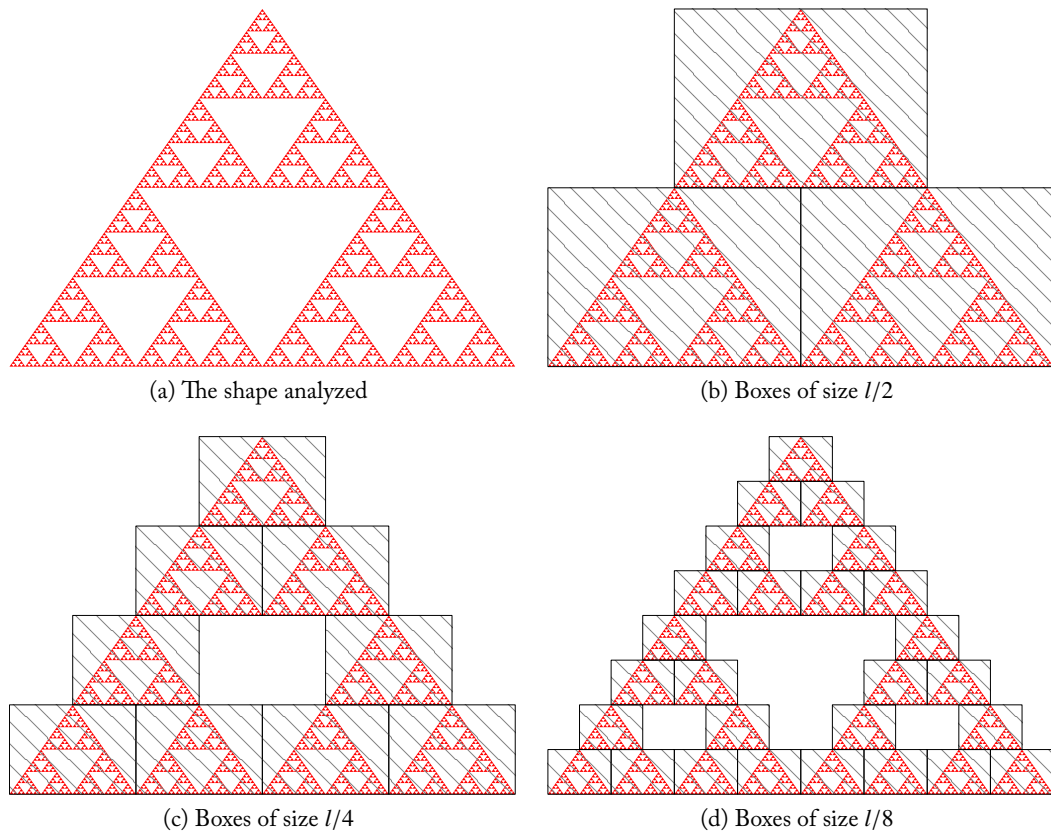 (a) The shape analyzed
(b) Boxes of size l/2
(c) Boxes of size l/4
(d) Boxes of size l/8